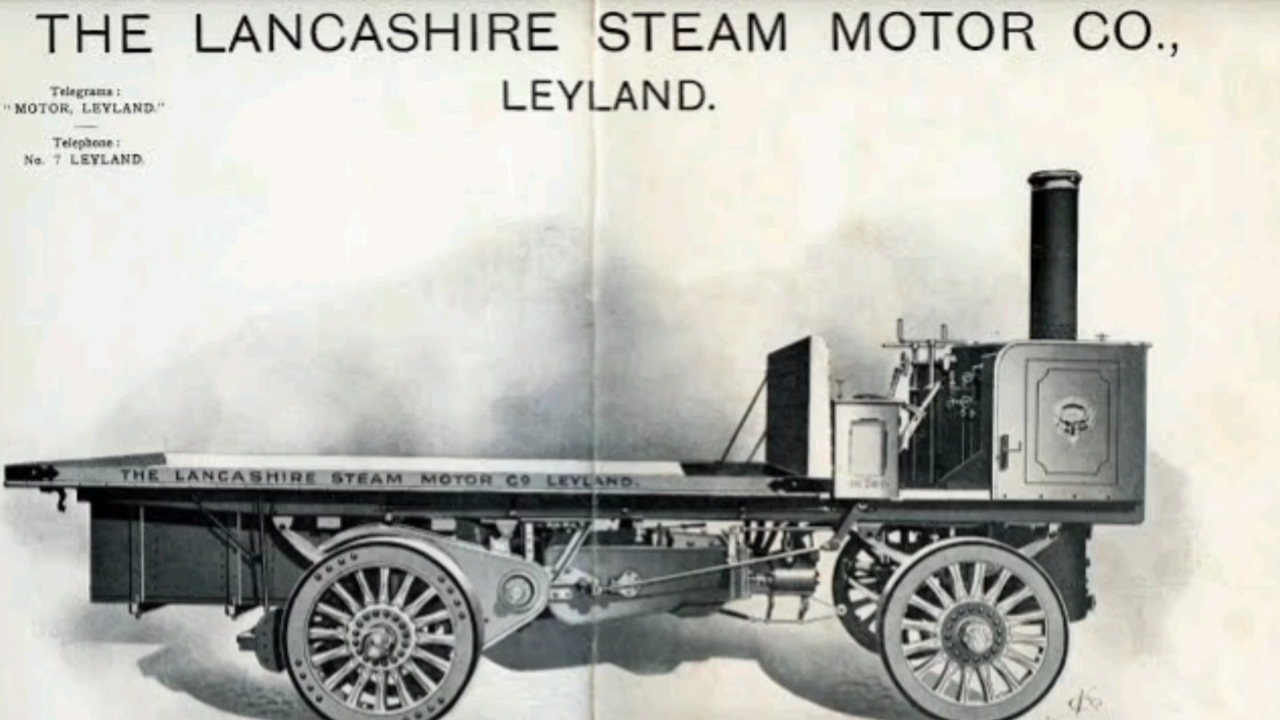 THE LANCASHIRE STEAM MOTOR CO.,
LEYLAND.
Telegrams:
"MOTOR, LEYLAND."
Telephone:
No. 7 LEYLAND.
THE LANCASHIRE STEAM MOTOR CO LEYLAND.